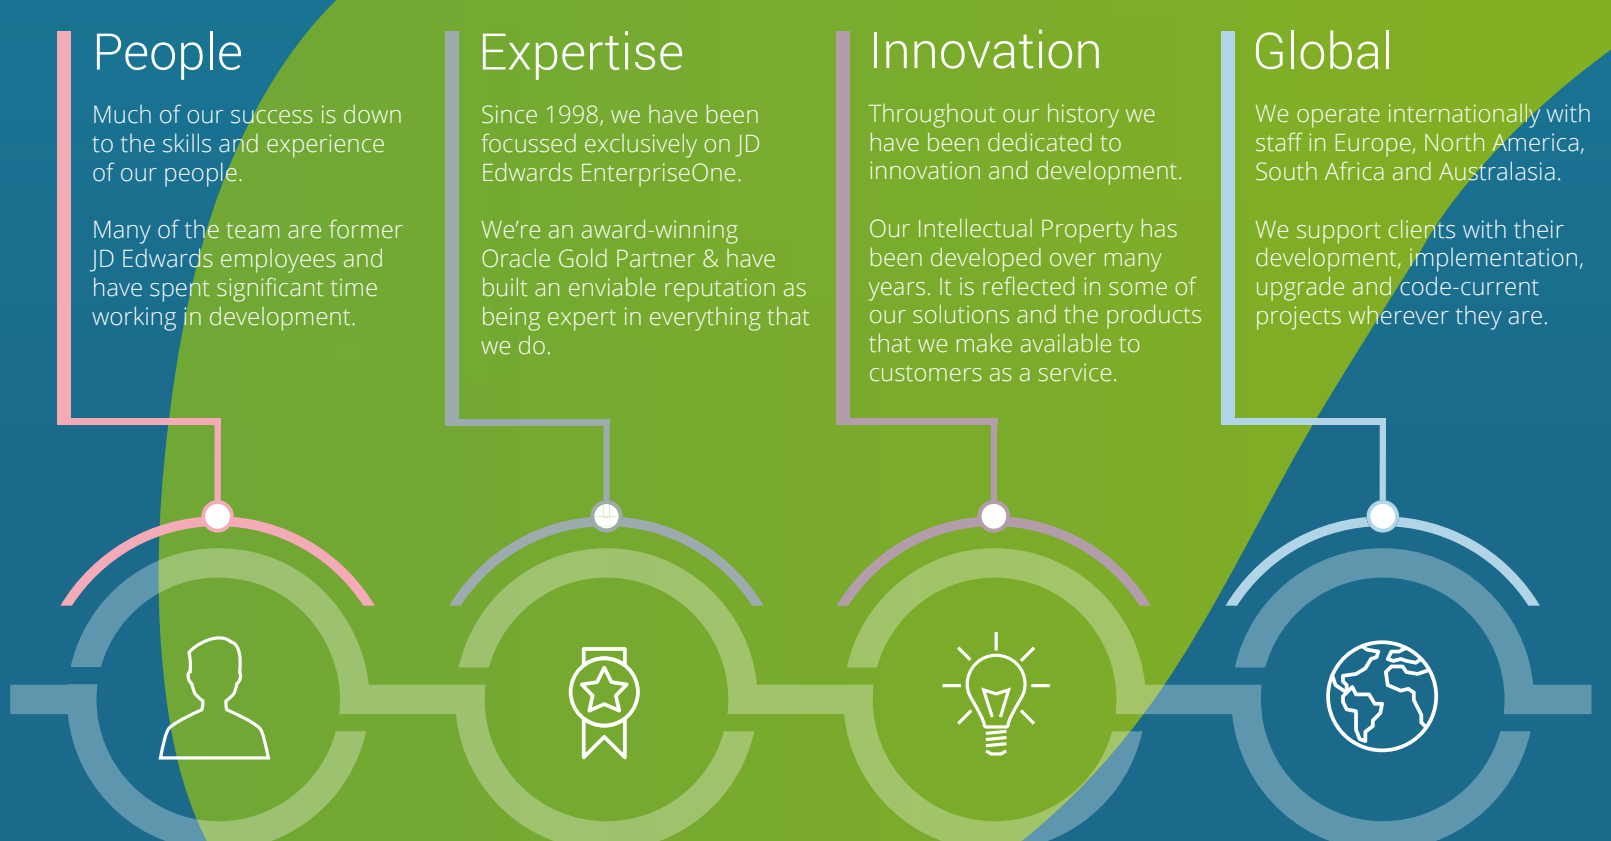 People
Much of our success is down
to the skills and experience
of our people.
Many of the team are former
JD Edwards employees and
have spent significant time
working in development.
Expertise
Since 1998, we have been
focussed exclusively on JD
Edwards EnterpriseOne.
We’re an award-winning
Oracle Gold Partner & have
built an enviable reputation as
being expert in everything that
we do.
Innovation
Throughout our history we
have been dedicated to
innovation and development.
Our Intellectual Property has
been developed over many
years. It is reflected in some of
our solutions and the products
that we make available to
customers as a service.
Global
We operate internationally with
staff in Europe, North America,
South Africa and Australasia.
We support clients with their
development, implementation,
upgrade and code-current
projects wherever they are.